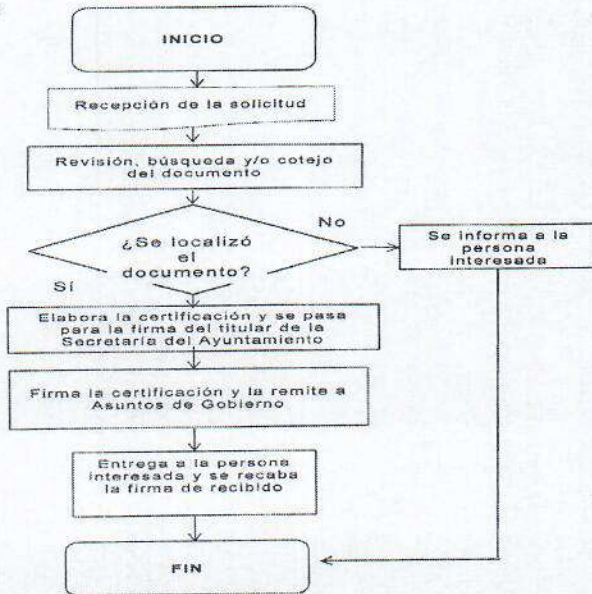 INICIO
Recepción de la solicitud
Revisión, búsqueda y/o cotejo
del documento
¿Se localizó
el
documento?
No
Se informa a la
persona
interesada
Sí
Elabora la certificación y se pasa
para la firma del titular de la
Secretaría del Ayuntamiento
Firma la certificación y la remite a
Asuntos de Gobierno
Entrega a la persona
interesada y se recaba
la firma de recibido
FIN